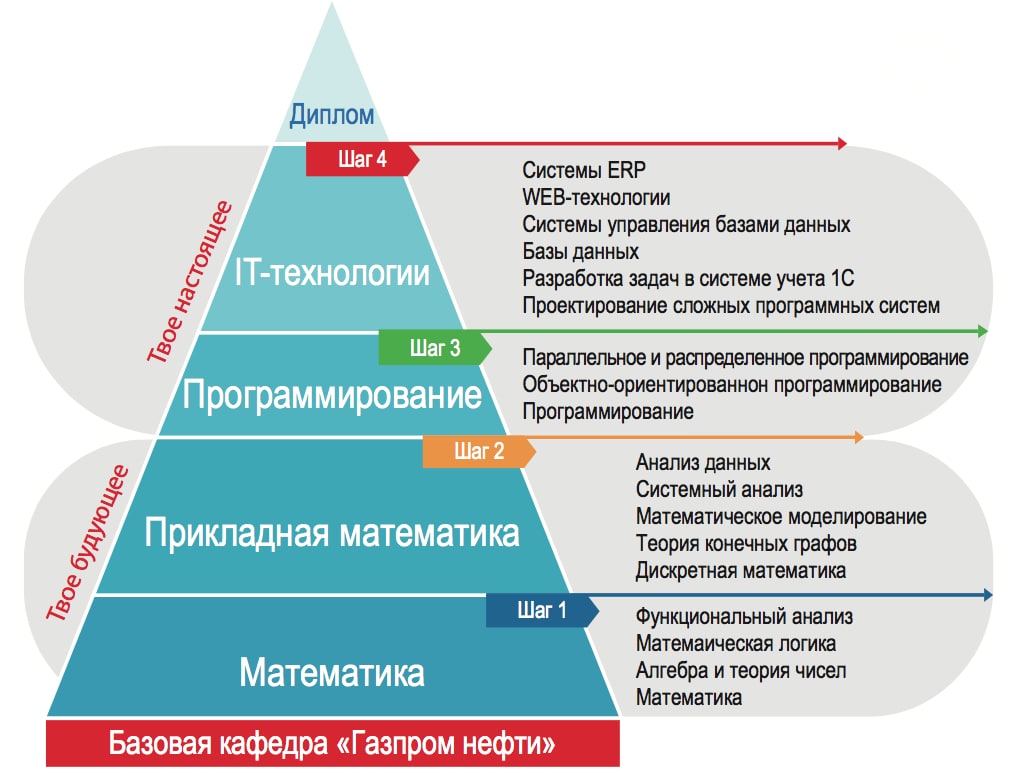 Диплом
Шаг 4
Системы ERP
WEB-технологии
Системы управления базами данных
Базы данных
Разработка задач в системе учета 1С
Проектирование сложных программных систем
Твое настоящее
IT-технологии
Шаг 3
Параллельное и распределенное программирование
Объектно-ориентированнон программирование
Программирование
Программирование
Шаг 2
Анализ данных
Системный анализ
Математическое моделирование
Теория конечных графов
Дискретная математика
Твое будующее
Прикладная математика
Шаг 1
Функциональный анализ
Матемаическая логика
Алгебра и теория чисел
Математика
Математика
Базовая кафедра «Газпром нефти»